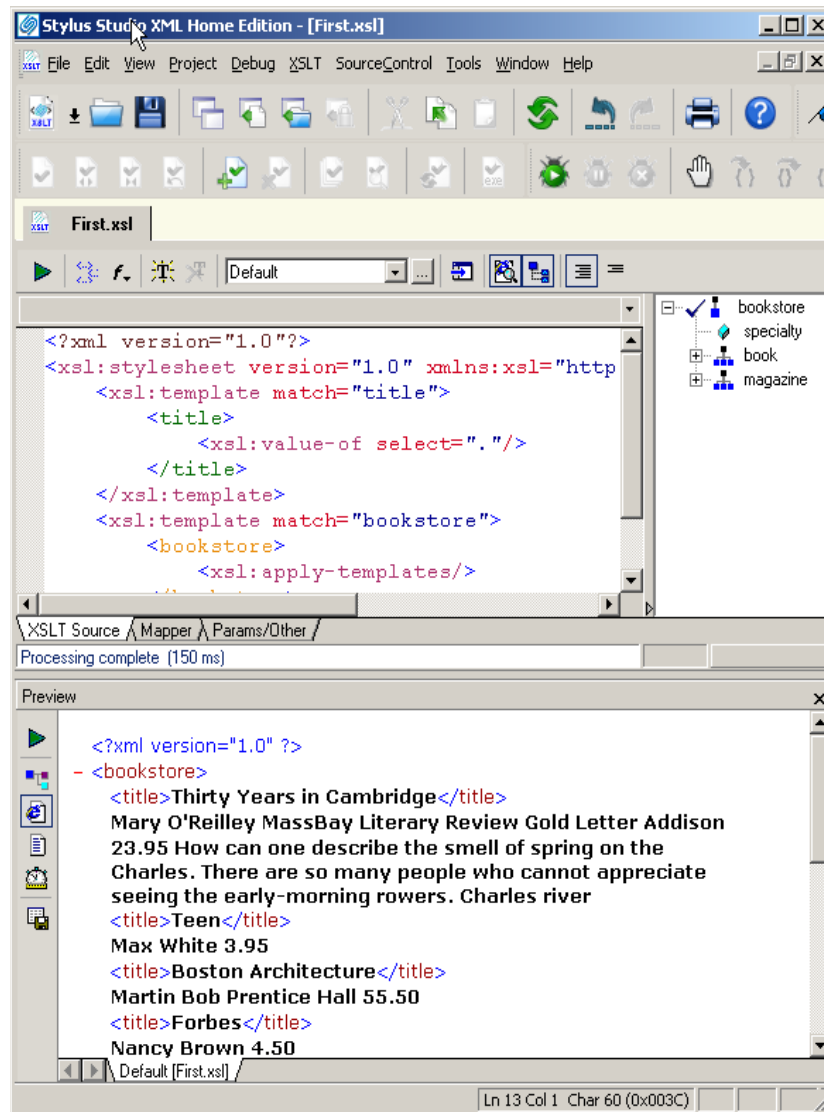 Stylus Studio XML Home Edition - [First.xsl]
File Edit View Project Debug XSLT SourceControl Tools Window Help
XSLT
exe
First.xsl
Default
<?xml version="1.0"?>
<xsl:stylesheet version="1.0" xmlns:xsl="http
<xsl:template match="title">
<title>
<xsl:value-of select="."/>
</title>
</xsl:template>
<xsl:template match="bookstore">
<bookstore>
<xsl:apply-templates/>
bookstore
specialty
book
magazine
XSLT Source Mapper Params/Other
Processing complete (150 ms)
Preview
<?xml version="1.0" ?>
- <bookstore>
<title>Thirty Years in Cambridge</title>
Mary O'Reilley MassBay Literary Review Gold Letter Addison
23.95 How can one describe the smell of spring on the
Charles. There are so many people who cannot appreciate
seeing the early-morning rowers. Charles river
<title>Teen</title>
Max White 3.95
<title>Boston Architecture</title>
Martin Bob Prentice Hall 55.50
<title>Forbes</title>
Nancy Brown 4.50
Default [First.xsl]
Ln 13 Col 1 Char 60 (0x003C)